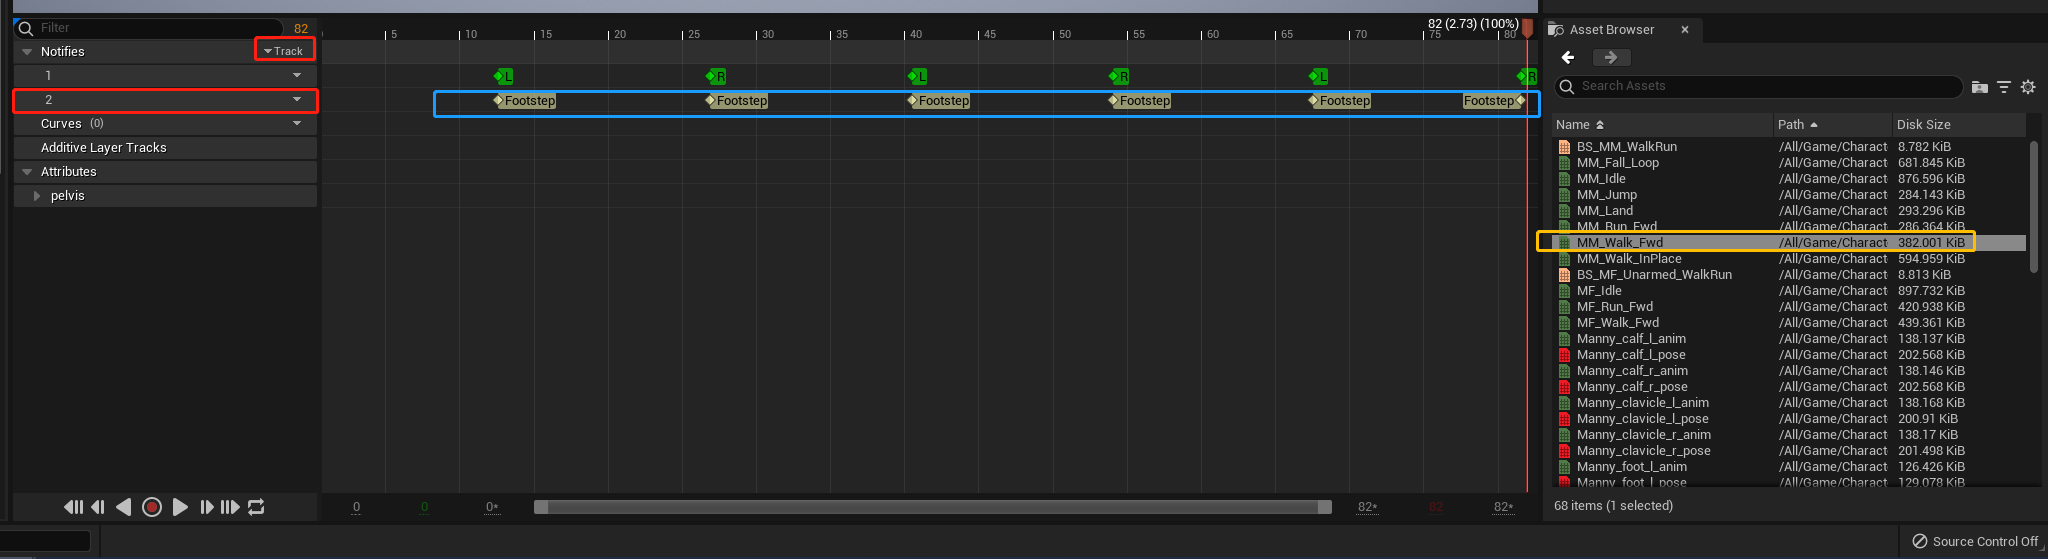 Filter 82
Notifies Track
1
2
Curves (0)
Additive Layer Tracks
Attributes
pelvis
82 (2.73) (100%)
5 10 15 20 25 30 35 40 45 50 55 60 65 70 75 80
L R L R L R
Footstep Footstep Footstep Footstep Footstep Footstep
0 0 0* 82* 82 82*
Asset Browser
Search Assets
Name Path Disk Size
BS_MM_WalkRun /All/Game/Charact 8.782 KiB
MM_Fall_Loop /All/Game/Charact 681.845 KiB
MM_Idle /All/Game/Charact 876.596 KiB
MM_Jump /All/Game/Charact 284.143 KiB
MM_Land /All/Game/Charact 293.296 KiB
MM_Run_Fwd /All/Game/Charact 286.364 KiB
MM_Walk_Fwd /All/Game/Charact 382.001 KiB
MM_Walk_InPlace /All/Game/Charact 594.959 KiB
BS_MF_Unarmed_WalkRun /All/Game/Charact 8.813 KiB
MF_Idle /All/Game/Charact 897.732 KiB
MF_Run_Fwd /All/Game/Charact 420.938 KiB
MF_Walk_Fwd /All/Game/Charact 439.361 KiB
Manny_calf_l_anim /All/Game/Charact 138.137 KiB
Manny_calf_l_pose /All/Game/Charact 202.568 KiB
Manny_calf_r_anim /All/Game/Charact 138.146 KiB
Manny_calf_r_pose /All/Game/Charact 202.568 KiB
Manny_clavicle_l_anim /All/Game/Charact 138.168 KiB
Manny_clavicle_l_pose /All/Game/Charact 200.91 KiB
Manny_clavicle_r_anim /All/Game/Charact 138.17 KiB
Manny_clavicle_r_pose /All/Game/Charact 201.498 KiB
Manny_foot_l_anim /All/Game/Charact 126.426 KiB
Manny_foot_l_pose /All/Game/Charact 129.078 KiB
68 items (1 selected)
Source Control Off